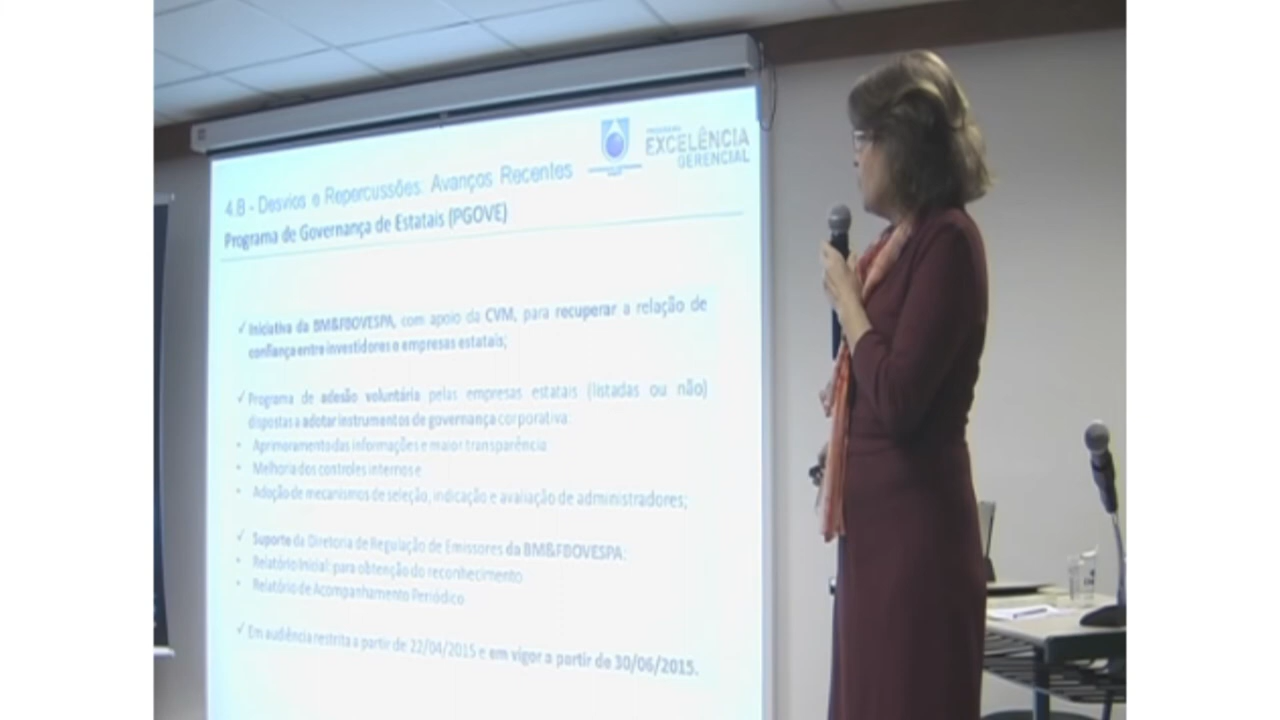 PROGRAMA
EXCELÊNCIA
GERENCIAL
4.B - Desvios e Repercussões: Avanços Recentes
Programa de Governança de Estatais (PGOVE)
✓ Iniciativa da BM&FBOVESPA, com apoio da CVM, para recuperar a relação de
confiança entre investidores e empresas estatais;
✓ Programa de adesão voluntária pelas empresas estatais (listadas ou não)
dispostas a adotar instrumentos de governança corporativa:
• Aprimoramento das informações e maior transparência
• Melhoria dos controles internos e
• Adoção de mecanismos de seleção, indicação e avaliação de administradores;
✓ Suporte da Diretoria de Regulação de Emissores da BM&FBOVESPA:
• Relatório Inicial: para obtenção do reconhecimento
• Relatório de Acompanhamento Periódico
✓ Em audiência restrita a partir de 22/04/2015 e em vigor a partir de 30/06/2015.